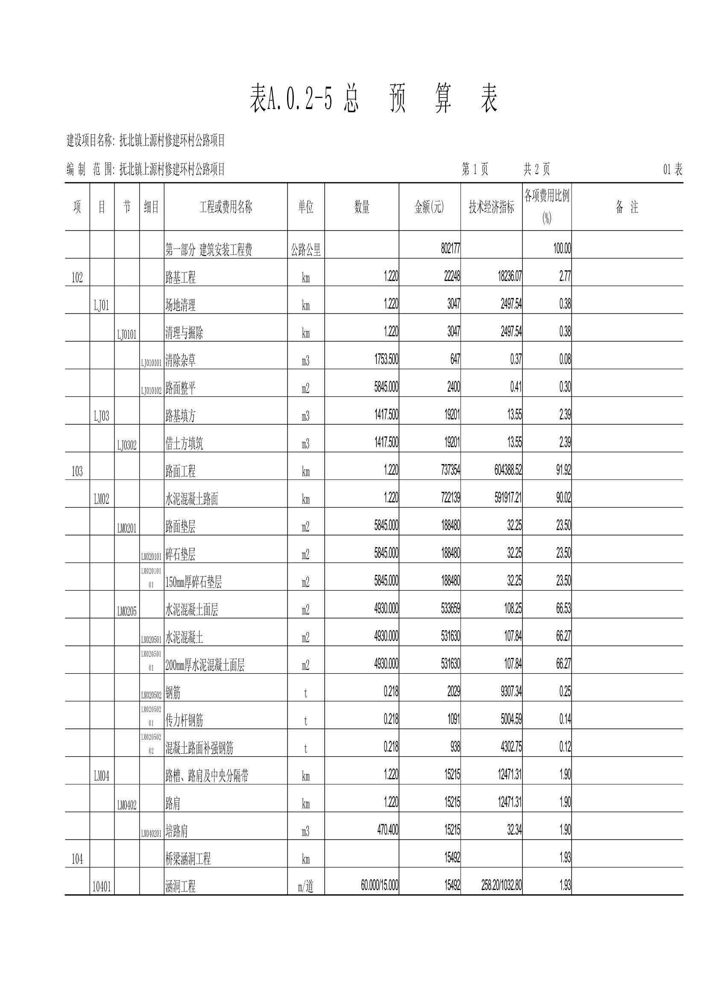 表A.0.2-5 总 预 算 表
建设项目名称: 抚北镇上源村修建环村公路项目
编 制 范 围: 抚北镇上源村修建环村公路项目 第 1 页 共 2 页 01 表
项 目 节 细目 工程或费用名称 单位 数量 金额(元) 技术经济指标 各项费用比例(%) 备 注
第一部分 建筑安装工程费 公路公里 802177 100.00
102 路基工程 km 1.220 22248 18236.07 2.77
LJ01 场地清理 km 1.220 3047 2497.54 0.38
LJ0101 清理与掘除 km 1.220 3047 2497.54 0.38
LJ010101 清除杂草 m3 1753.500 647 0.37 0.08
LJ010102 路面整平 m2 5845.000 2400 0.41 0.30
LJ03 路基填方 m3 1417.500 19201 13.55 2.39
LJ0302 借土方填筑 m3 1417.500 19201 13.55 2.39
103 路面工程 km 1.220 737354 604388.52 91.92
LM02 水泥混凝土路面 km 1.220 722139 591917.21 90.02
LM0201 路面垫层 m2 5845.000 188480 32.25 23.50
LM020101 碎石垫层 m2 5845.000 188480 32.25 23.50
LM02010101 150mm厚碎石垫层 m2 5845.000 188480 32.25 23.50
LM0205 水泥混凝土面层 m2 4930.000 533659 108.25 66.53
LM020501 水泥混凝土 m2 4930.000 531630 107.84 66.27
LM02050101 200mm厚水泥混凝土面层 m2 4930.000 531630 107.84 66.27
LM020502 钢筋 t 0.218 2029 9307.34 0.25
LM02050201 传力杆钢筋 t 0.218 1091 5004.59 0.14
LM02050202 混凝土路面补强钢筋 t 0.218 938 4302.75 0.12
LM04 路槽、路肩及中央分隔带 km 1.220 15215 12471.31 1.90
LM0402 路肩 km 1.220 15215 12471.31 1.90
LM040201 培路肩 m3 470.400 15215 32.34 1.90
104 桥梁涵洞工程 km 15492 1.93
10401 涵洞工程 m/道 60.000/15.000 15492 258.20/1032.80 1.93